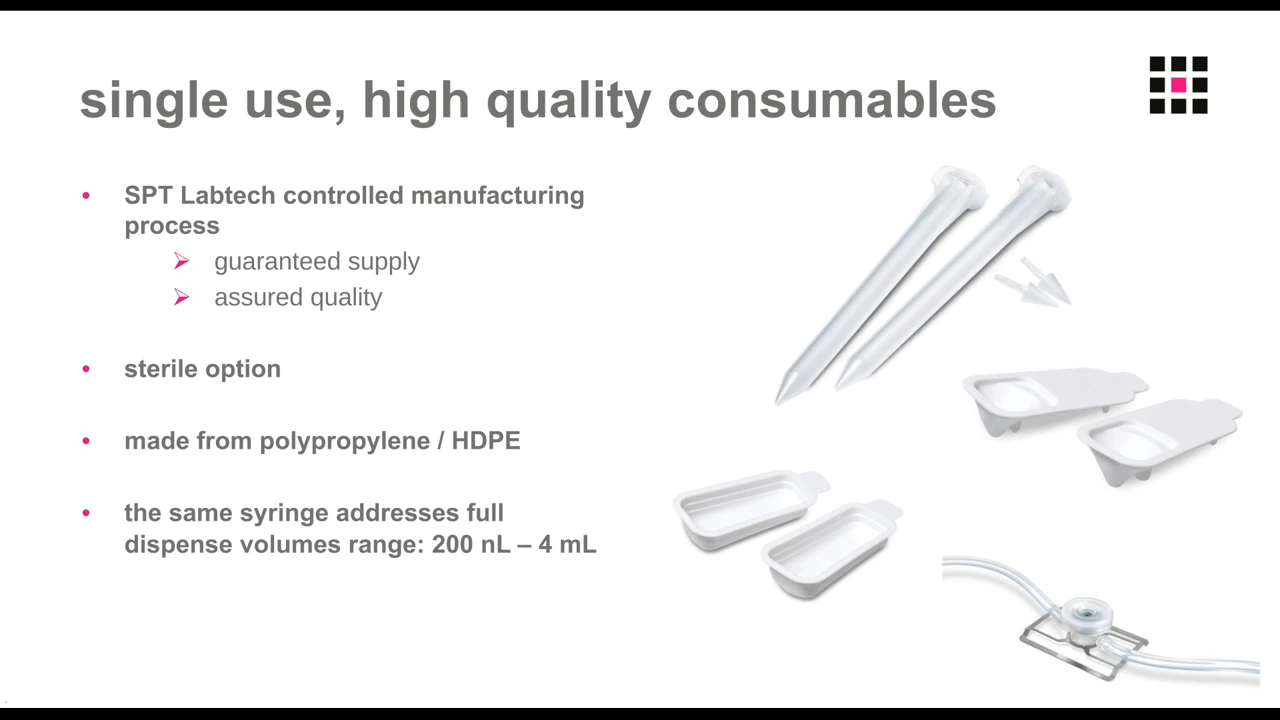 single use, high quality consumables
• SPT Labtech controlled manufacturing
process
➢ guaranteed supply
➢ assured quality
• sterile option
• made from polypropylene / HDPE
• the same syringe addresses full
dispense volumes range: 200 nL – 4 mL